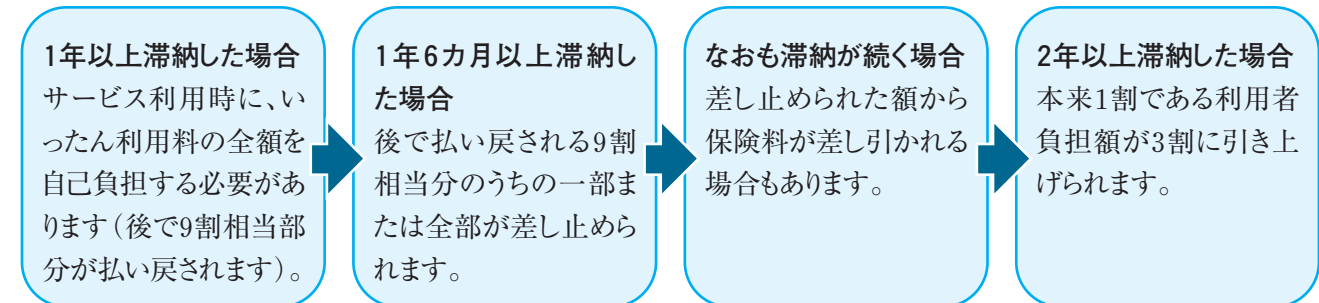 1年以上滞納した場合
サービス利用時に、い
ったん利用料の全額を
自己負担する必要があ
ります（後で9割相当部
分が払い戻されます）。
1年6カ月以上滞納し
た場合
後で払い戻される9割
相当分のうちの一部ま
たは全部が差し止めら
れます。
なおも滞納が続く場合
差し止められた額から
保険料が差し引かれる
場合もあります。
2年以上滞納した場合
本来1割である利用者
負担額が3割に引き上
げられます。